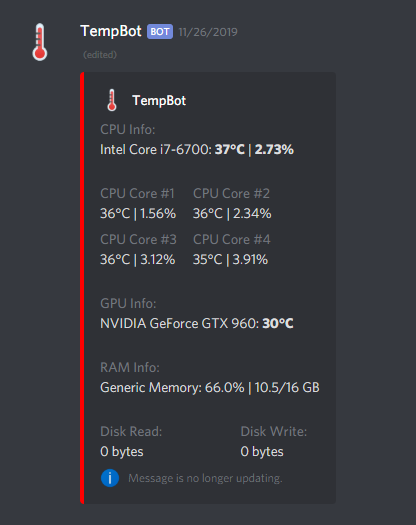 TempBot BOT 11/26/2019
(edited)
TempBot
CPU Info:
Intel Core i7-6700: 37°C | 2.73%
CPU Core #1 CPU Core #2
36°C | 1.56% 36°C | 2.34%
CPU Core #3 CPU Core #4
36°C | 3.12% 35°C | 3.91%
GPU Info:
NVIDIA GeForce GTX 960: 30°C
RAM Info:
Generic Memory: 66.0% | 10.5/16 GB
Disk Read: Disk Write:
0 bytes 0 bytes
Message is no longer updating.